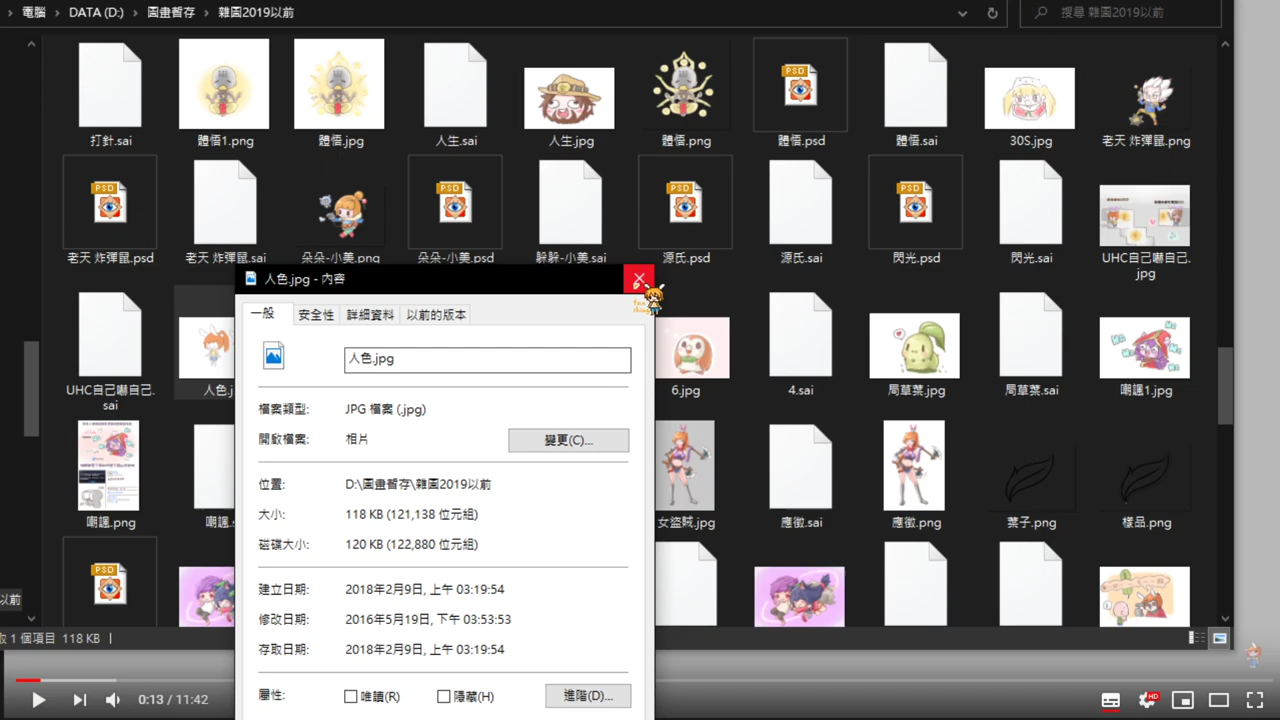 電腦 › DATA (D:) › 圖畫暫存 › 雜圖2019以前
搜尋 雜圖2019以前
打針.sai
體悟1.png
體悟.jpg
人生.sai
人生.jpg
體悟.png
體悟.psd
體悟.sai
30S.jpg
老天 炸彈鼠.png
PSD
PSD
PSD
PSD
PSD
老天 炸彈鼠.psd
老天 炸彈鼠.sai
朵朵-小美.png
朵朵-小美.psd
躲躲-小美.sai
源氏.psd
源氏.sai
閃光.psd
閃光.sai
UHC自己嚇自己.
jpg
人色.jpg - 內容
一般
安全性
詳細資料
以前的版本
人色.jpg
檔案類型: JPG 檔案 (.jpg)
開啟檔案: 相片
變更(C)...
位置: D:\圖畫暫存\雜圖2019以前
大小: 118 KB (121,138 位元組)
磁碟大小: 120 KB (122,880 位元組)
建立日期: 2018年2月9日, 上午 03:19:54
修改日期: 2016年5月19日, 下午 03:53:53
存取日期: 2018年2月9日, 上午 03:19:54
屬性: 唯讀(R) 隱藏(H)
進階(D)...
UHC自己嚇自己.
sai
人色.j
6.jpg
4.sai
局草葉.jpg
局草葉.sai
嘲諷1.jpg
嘲諷.png
嘲諷.
女盜賊.jpg
應徵.sai
應徵.png
葉子.png
樣品.png
PSD
以前
取 1 個項目 118 KB
0:13 / 11:42
HD